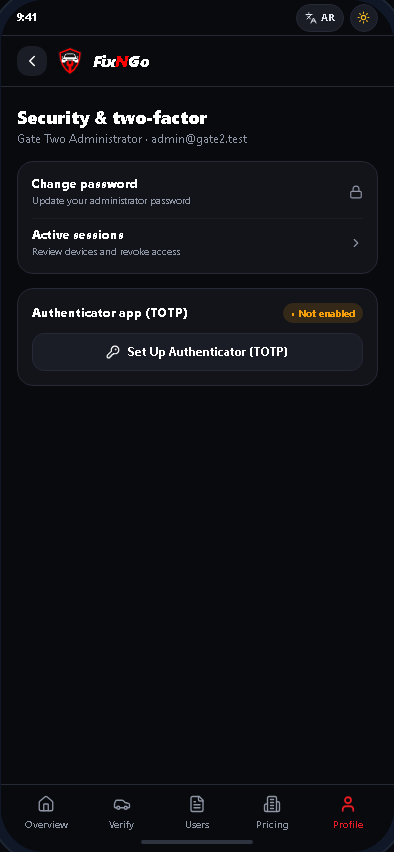 9:41
AR
FixNGo
Security & two-factor
Gate Two Administrator · admin@gate2.test
Change password
Update your administrator password
Active sessions
Review devices and revoke access
Authenticator app (TOTP)
• Not enabled
Set Up Authenticator (TOTP)
Overview
Verify
Users
Pricing
Profile